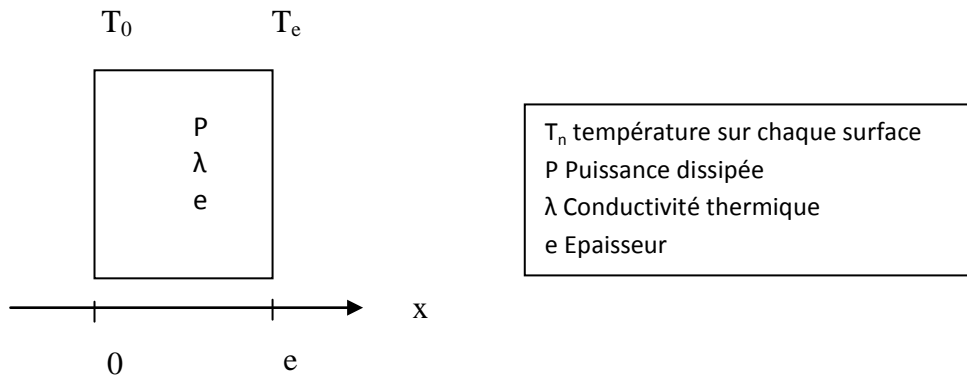 T₀ Tₑ
P
λ
e
x
0 e
Tₙ température sur chaque surface
P Puissance dissipée
λ Conductivité thermique
e Epaisseur